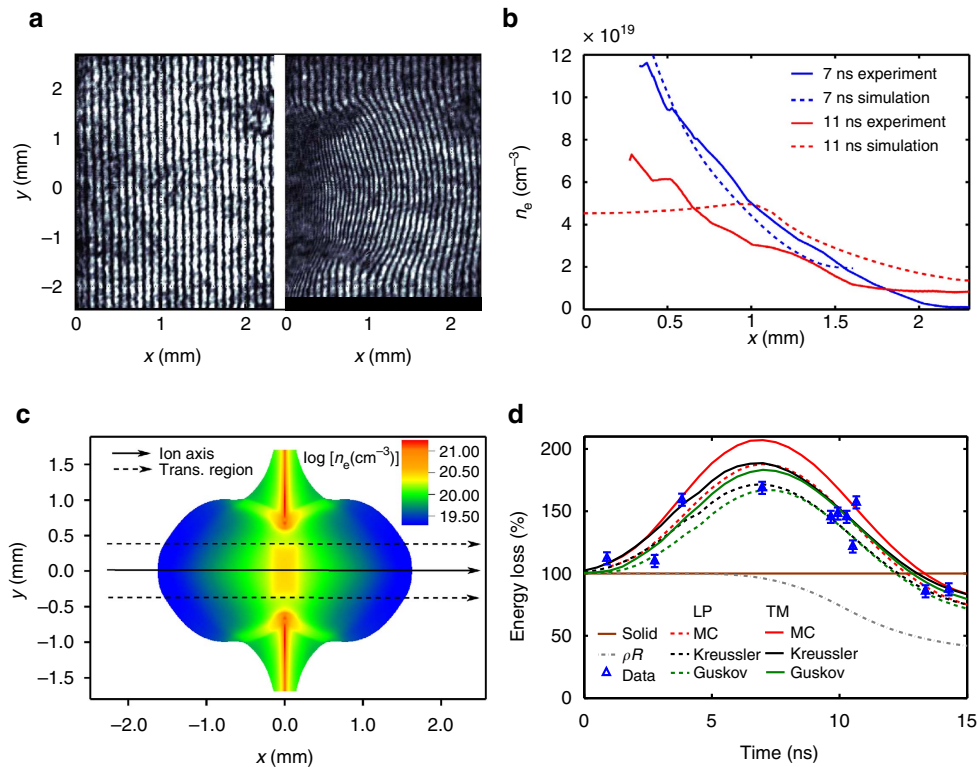 a
2
1
0
−1
−2
y (mm)
0
1
2
0
1
2
x (mm)
x (mm)
b
× 10¹⁹
12
10
8
6
4
2
0
nₑ (cm⁻³)
7 ns experiment
7 ns simulation
11 ns experiment
11 ns simulation
0
0.5
1
1.5
2
x (mm)
c
Ion axis
Trans. region
log [nₑ(cm⁻³)]
21.00
20.50
20.00
19.50
1.5
1.0
0.5
0.0
−0.5
−1.0
−1.5
y (mm)
−2.0
−1.0
0.0
1.0
2.0
x (mm)
d
200
150
100
50
0
Energy loss (%)
LP
TM
Solid
MC
MC
ρR
Kreussler
Kreussler
Data
Guskov
Guskov
0
5
10
15
Time (ns)